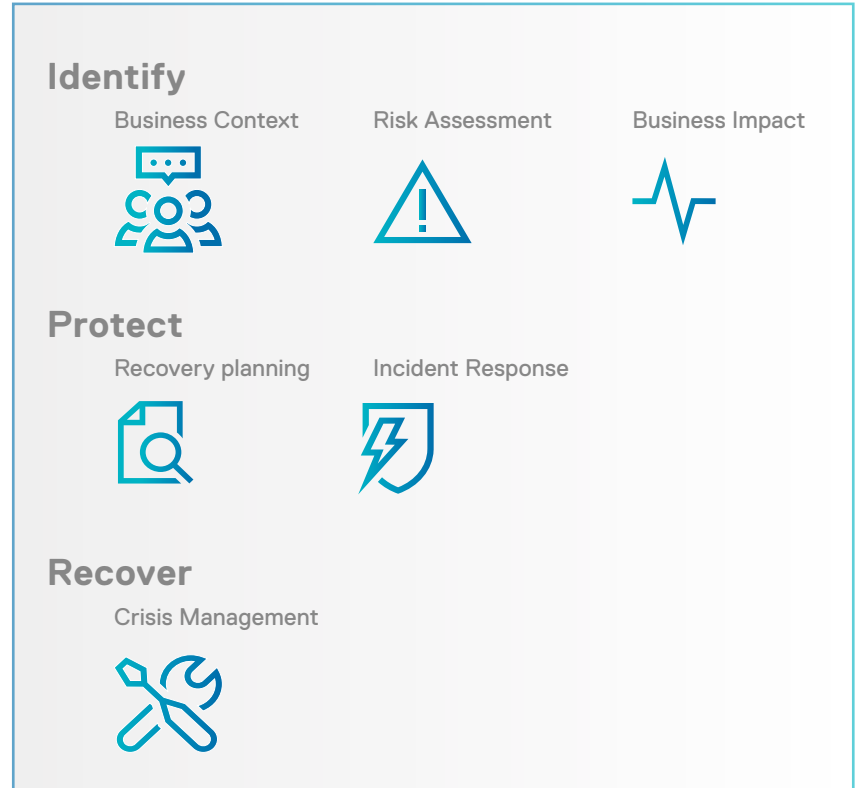 Identify
Business Context Risk Assessment Business Impact
Protect
Recovery planning Incident Response
Recover
Crisis Management